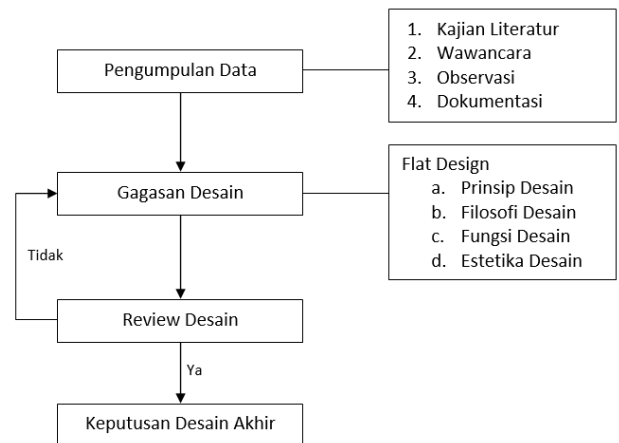 Pengumpulan Data
1. Kajian Literatur
2. Wawancara
3. Observasi
4. Dokumentasi
Gagasan Desain
Flat Design
a. Prinsip Desain
b. Filosofi Desain
c. Fungsi Desain
d. Estetika Desain
Tidak
Review Desain
Ya
Keputusan Desain Akhir